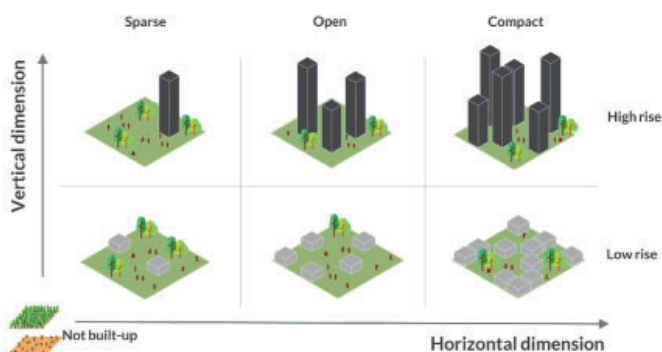 Sparse
Open
Compact
Vertical dimension
High rise
Low rise
Not built-up
Horizontal dimension